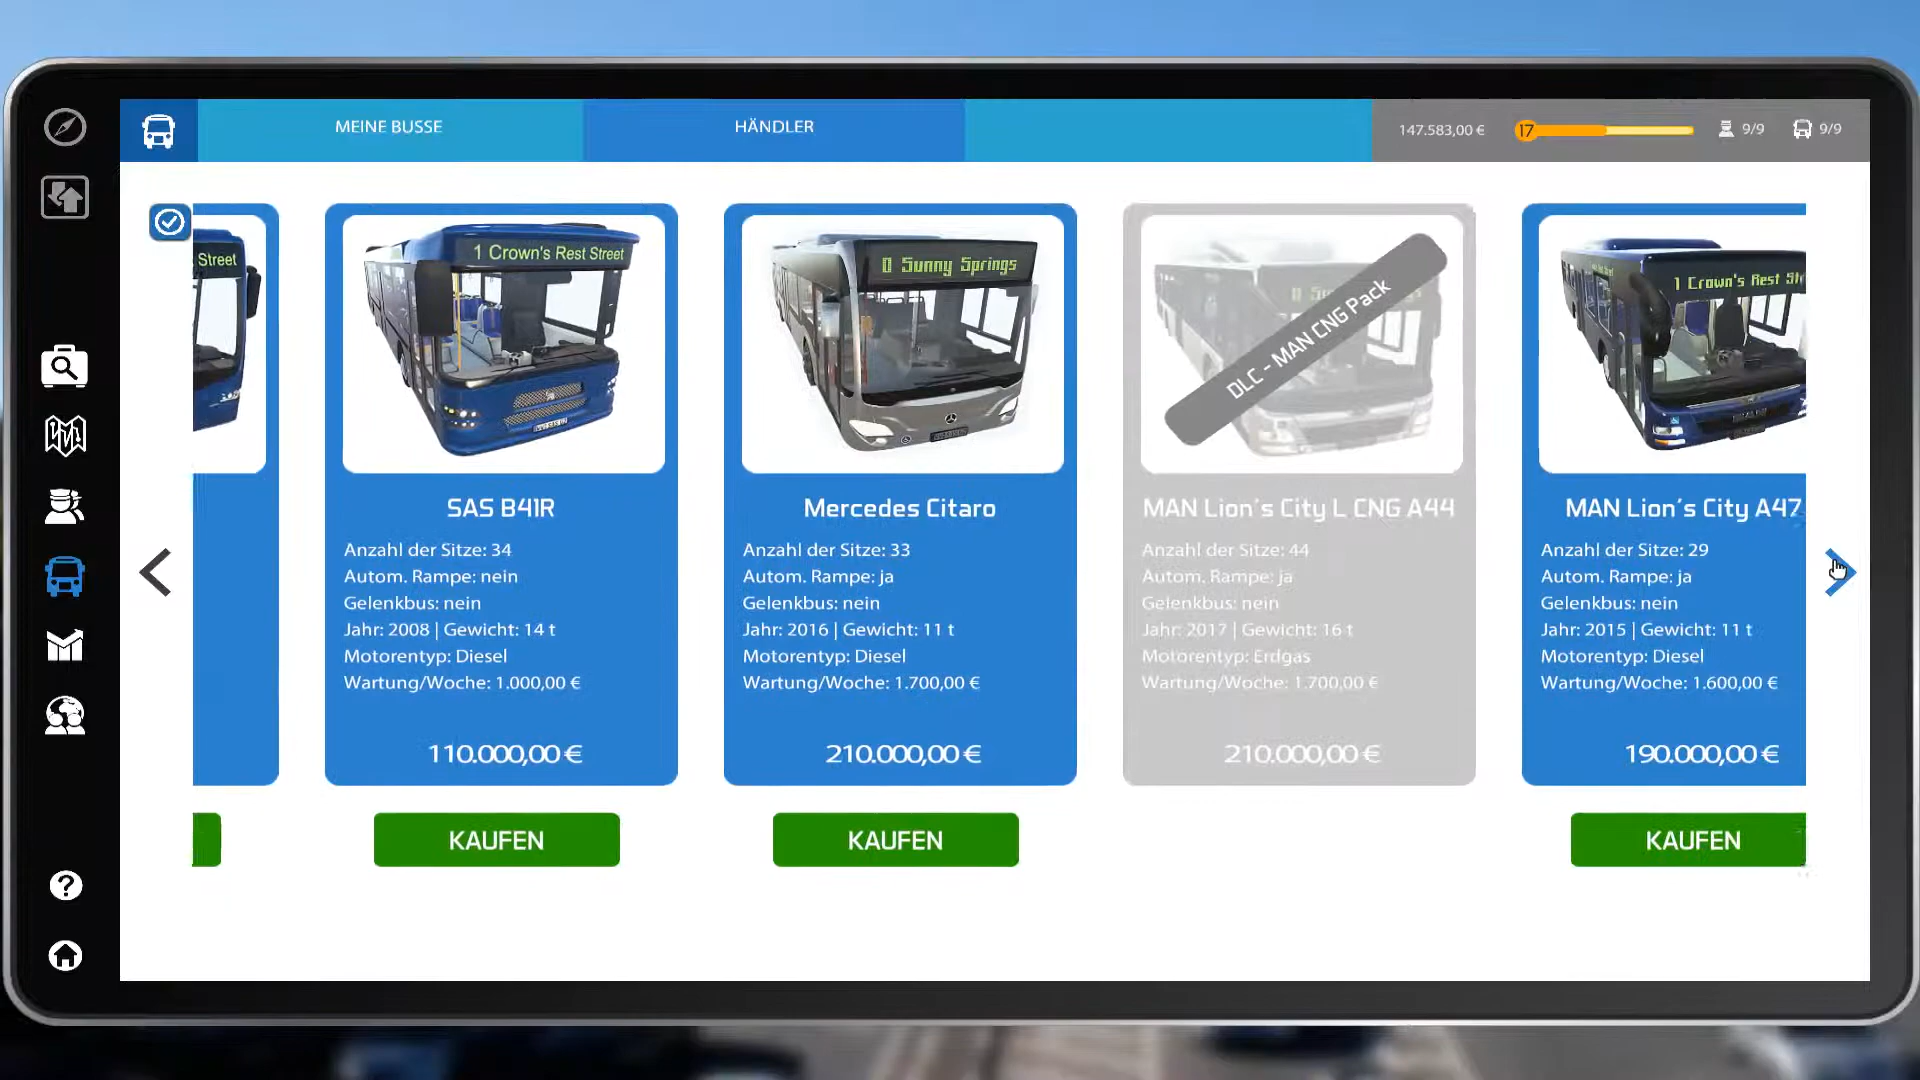 MEINE BUSSE
HÄNDLER
147.583,00 €
17
9/9
9/9
Street
1 Crown's Rest Street
0 Sunny Springs
DLC - MAN CNG Pack
1 Crown's Rest St
SAS B41R
Anzahl der Sitze: 34
Autom. Rampe: nein
Gelenkbus: nein
Jahr: 2008 | Gewicht: 14 t
Motorentyp: Diesel
Wartung/Woche: 1.000,00 €
110.000,00 €
KAUFEN
Mercedes Citaro
Anzahl der Sitze: 33
Autom. Rampe: ja
Gelenkbus: nein
Jahr: 2016 | Gewicht: 11 t
Motorentyp: Diesel
Wartung/Woche: 1.700,00 €
210.000,00 €
KAUFEN
MAN Lion´s City L CNG A44
Anzahl der Sitze: 44
Autom. Rampe: ja
Gelenkbus: nein
Jahr: 2017 | Gewicht: 16 t
Motorentyp: Erdgas
Wartung/Woche: 1.700,00 €
210.000,00 €
MAN Lion´s City A47
Anzahl der Sitze: 29
Autom. Rampe: ja
Gelenkbus: nein
Jahr: 2015 | Gewicht: 11 t
Motorentyp: Diesel
Wartung/Woche: 1.600,00 €
190.000,00 €
KAUFEN